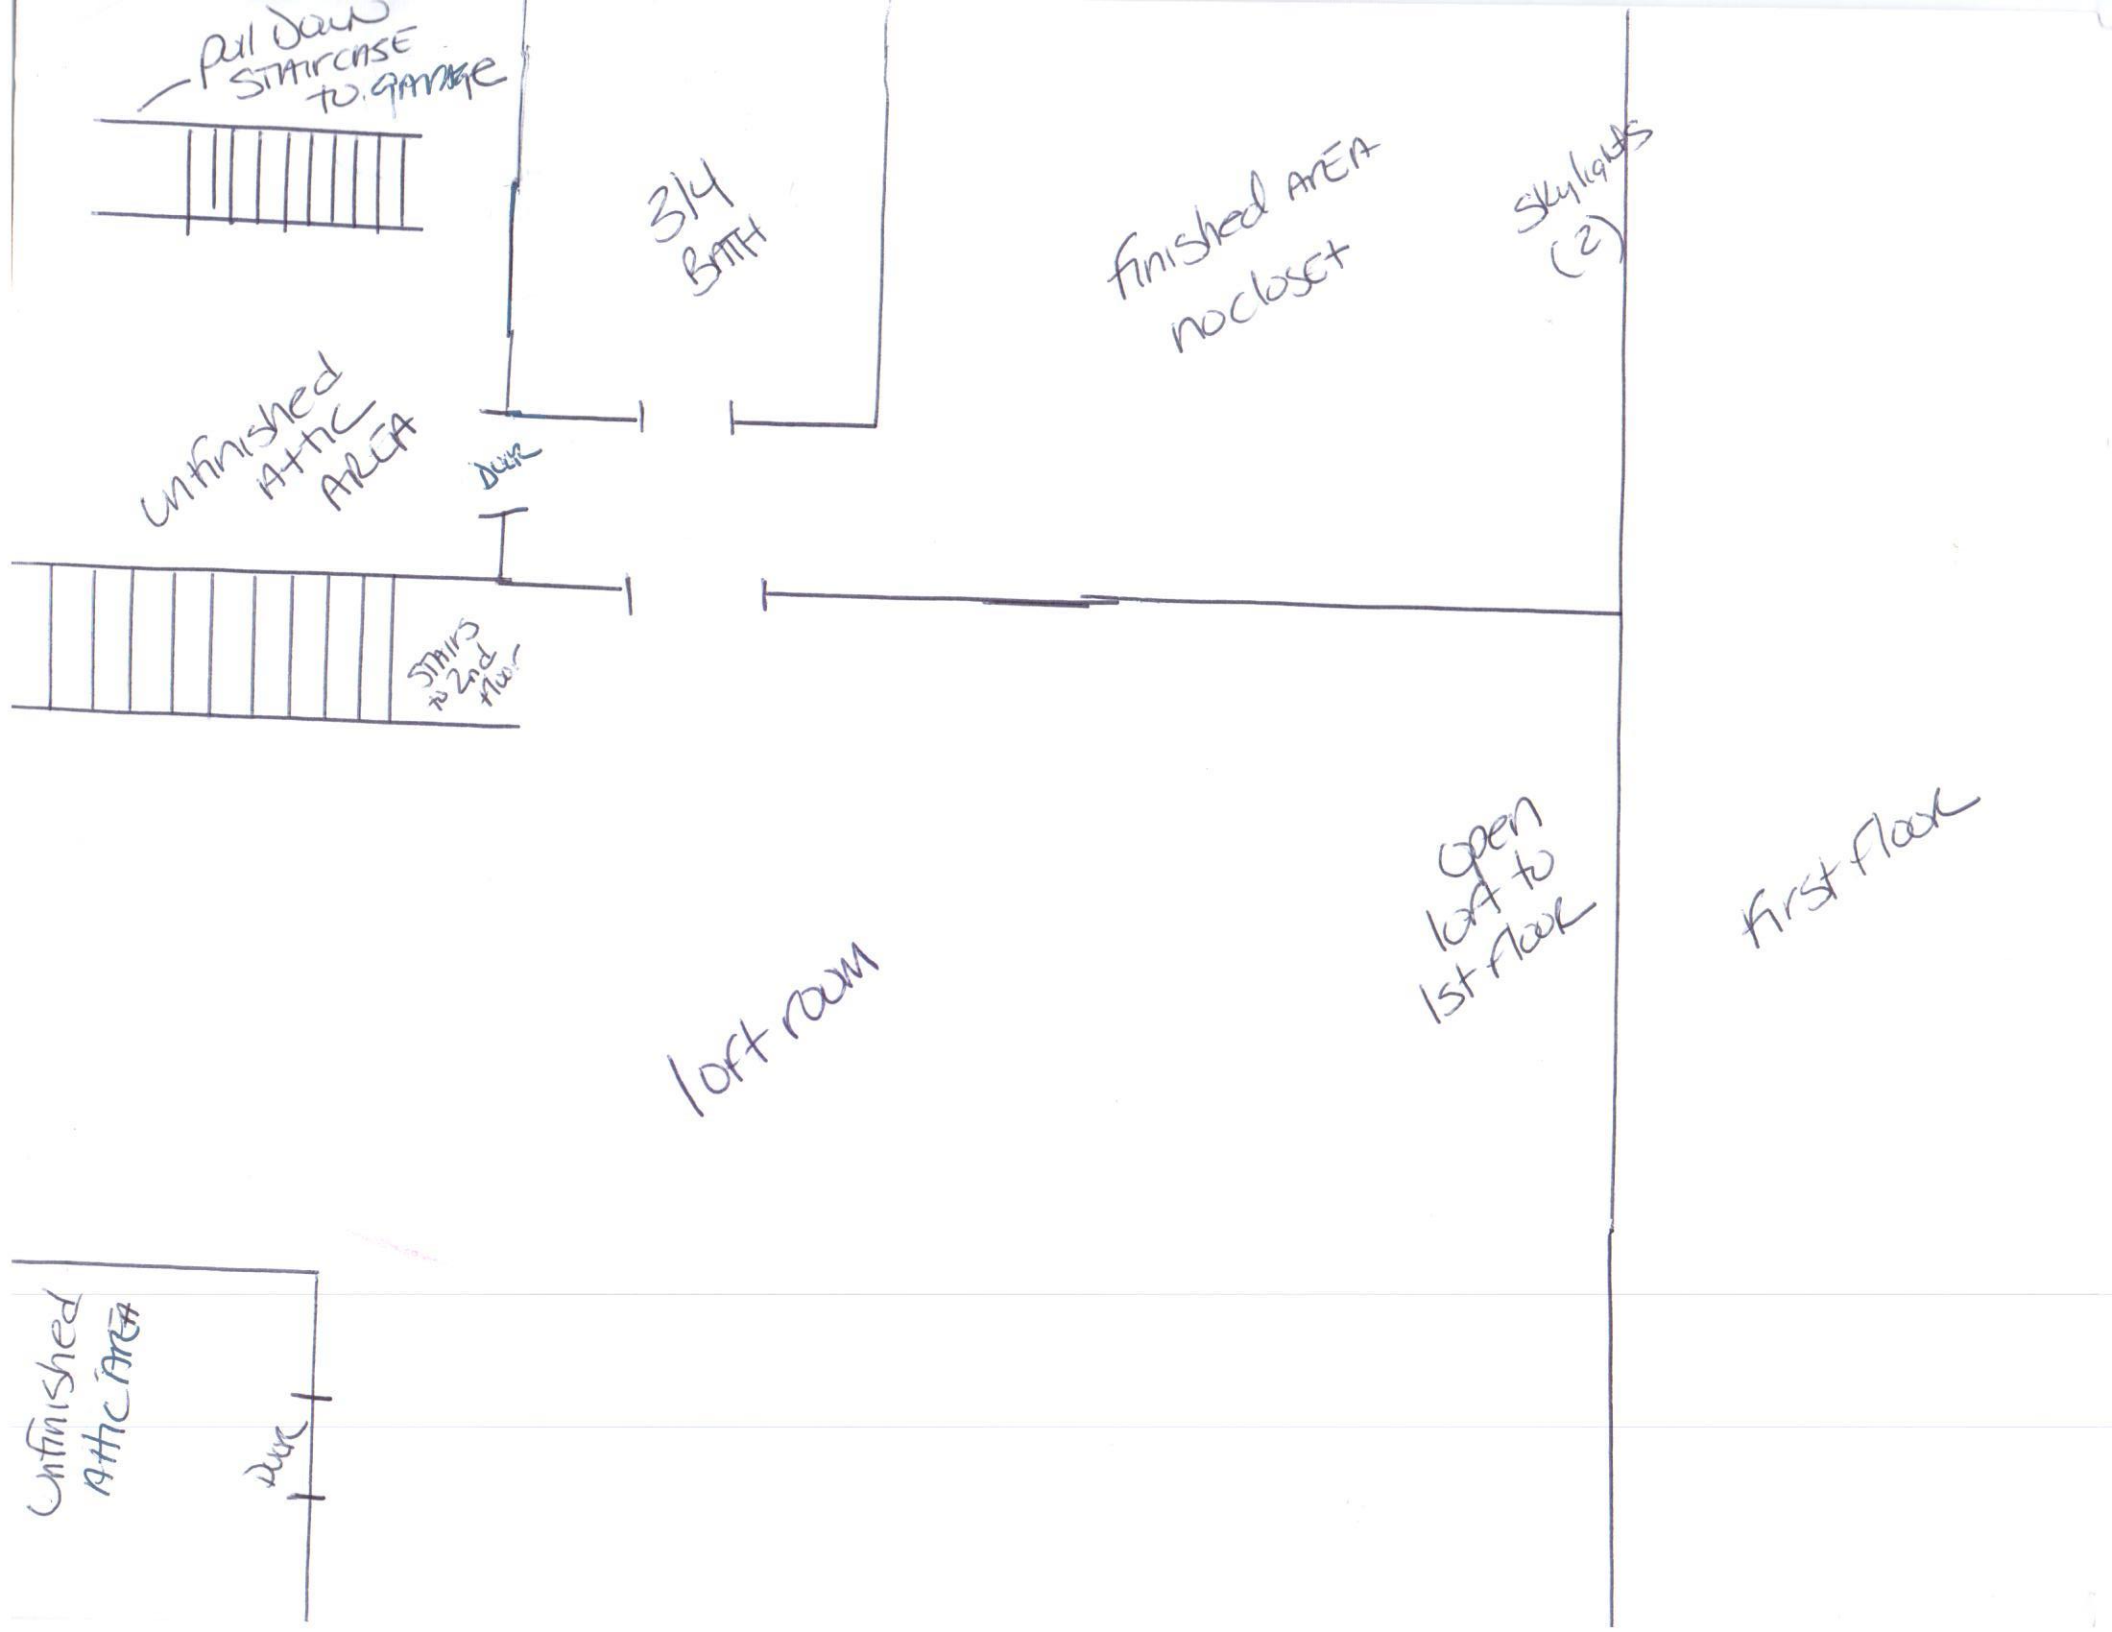 Pull Down
STAIRCASE
to GARAGE
3/4
BATH
finished AREA
no closet
Skylights
(2)
unfinished
Attic
AREA
Door
STAIRS
to 2nd
floor
open
loft to
1st floor
first floor
loft room
Unfinished
Attic AREA
Door